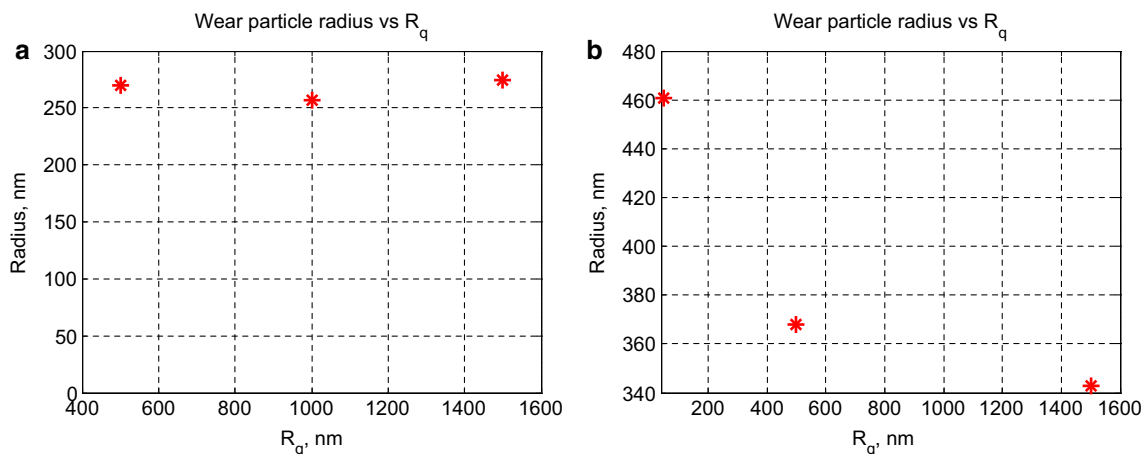 Wear particle radius vs R_q
a
300
250
200
150
100
50
0
Radius, nm
400 600 800 1000 1200 1400 1600
R_q, nm
Wear particle radius vs R_q
b
480
460
440
420
400
380
360
340
Radius, nm
200 400 600 800 1000 1200 1400 1600
R_q, nm